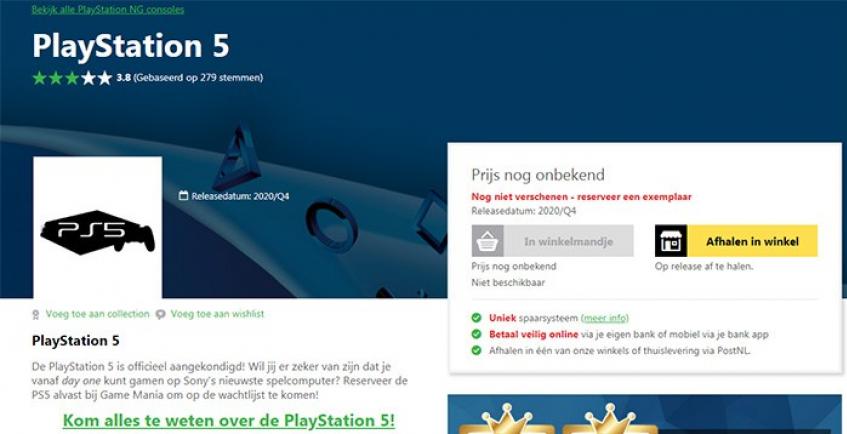 Bekijk alle PlayStation NG consoles
PlayStation 5
3.8 (Gebaseerd op 279 stemmen)
PS5
Releasedatum: 2020/Q4
Voeg toe aan collection Voeg toe aan wishlist
PlayStation 5
De PlayStation 5 is officieel aangekondigd! Wil jij er zeker van zijn dat je
vanaf day one kunt gamen op Sony's nieuwste spelcomputer? Reserveer de
PS5 alvast bij Game Mania om op de wachtlijst te komen!
Kom alles te weten over de PlayStation 5!
Prijs nog onbekend
Nog niet verschenen - reserveer een exemplaar
Releasedatum: 2020/Q4
In winkelmandje
Prijs nog onbekend
Niet beschikbaar
Afhalen in winkel
Op release af te halen.
Uniek spaarsysteem (meer info)
Betaal veilig online via je eigen bank of mobiel via je bank app
Afhalen in één van onze winkels of thuislevering via PostNL.